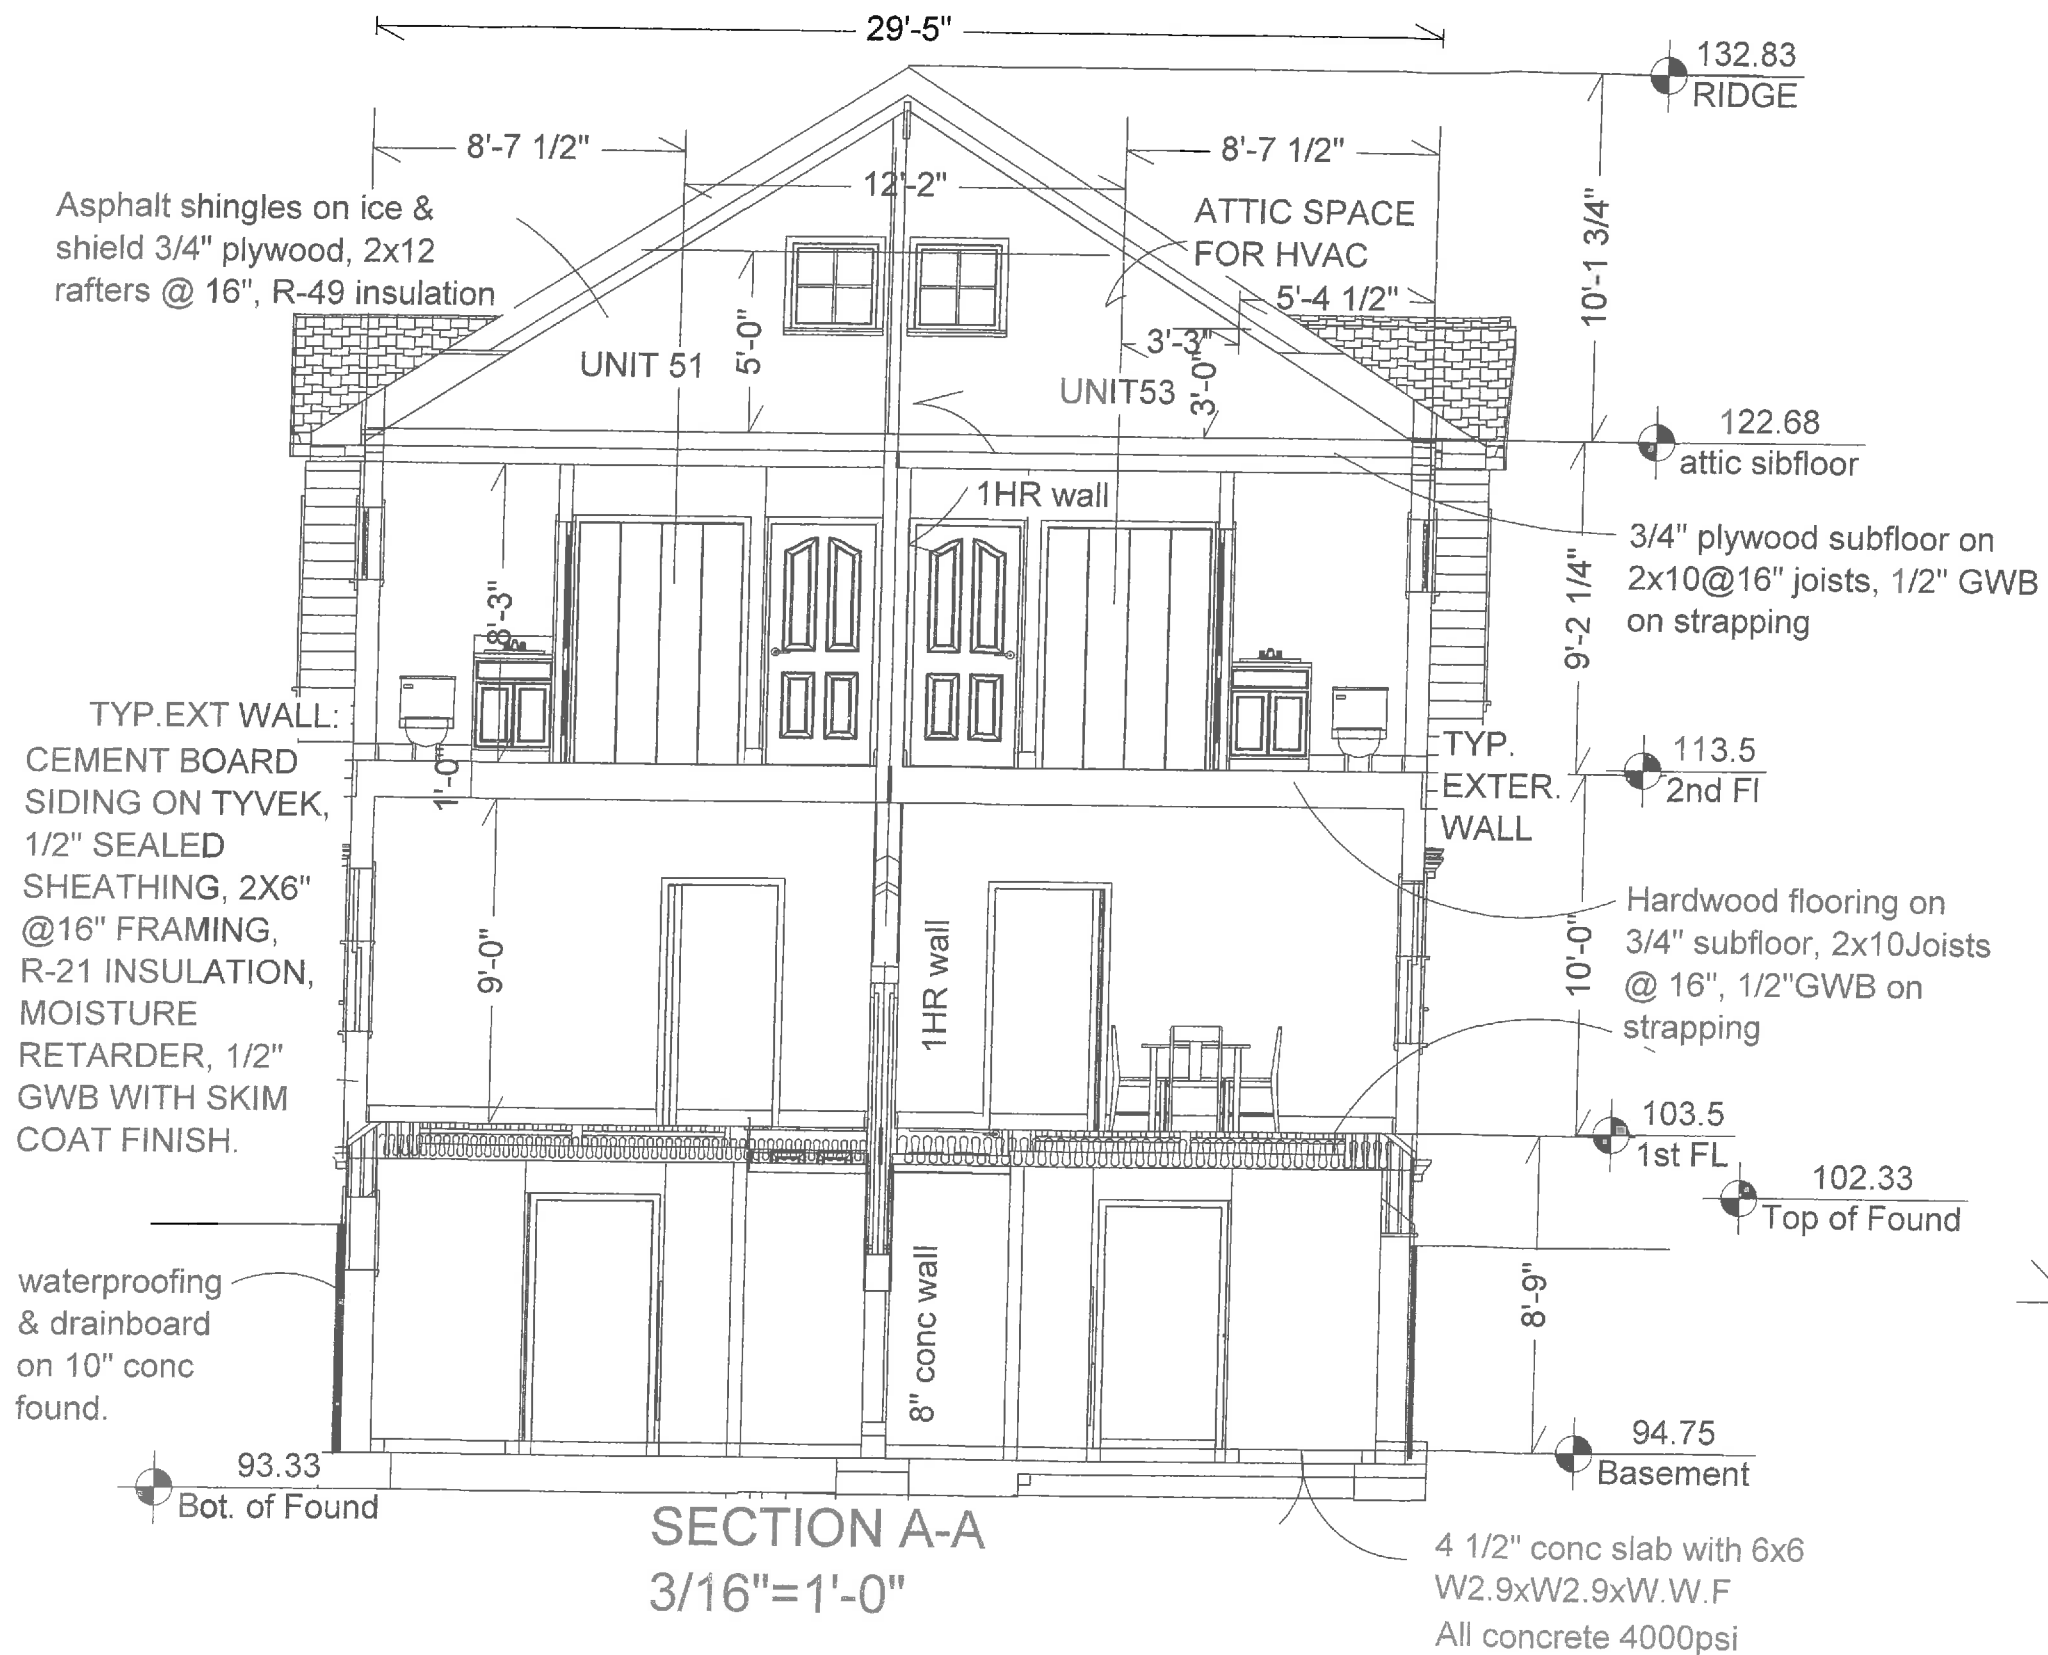 29'-5"
132.83
RIDGE
8'-7 1/2"
8'-7 1/2"
12'-2"
Asphalt shingles on ice &
shield 3/4" plywood, 2x12
rafters @ 16", R-49 insulation
ATTIC SPACE
FOR HVAC
10'-1 3/4"
5'-4 1/2"
5'-0"
3'-3"
3'-0"
UNIT 51
UNIT53
122.68
attic sibfloor
1HR wall
3/4" plywood subfloor on
2x10@16" joists, 1/2" GWB
on strapping
8'-3"
9'-2 1/4"
TYP.EXT WALL:
CEMENT BOARD
SIDING ON TYVEK,
1/2" SEALED
SHEATHING, 2X6"
@16" FRAMING,
R-21 INSULATION,
MOISTURE
RETARDER, 1/2"
GWB WITH SKIM
COAT FINISH.
1'-0"
TYP.
EXTER.
WALL
113.5
2nd Fl
9'-0"
1HR wall
10'-0"
Hardwood flooring on
3/4" subfloor, 2x10Joists
@ 16", 1/2"GWB on
strapping
103.5
1st FL
102.33
Top of Found
waterproofing
& drainboard
on 10" conc
found.
8" conc wall
8'-9"
94.75
Basement
93.33
Bot. of Found
SECTION A-A
3/16"=1'-0"
4 1/2" conc slab with 6x6
W2.9xW2.9xW.W.F
All concrete 4000psi